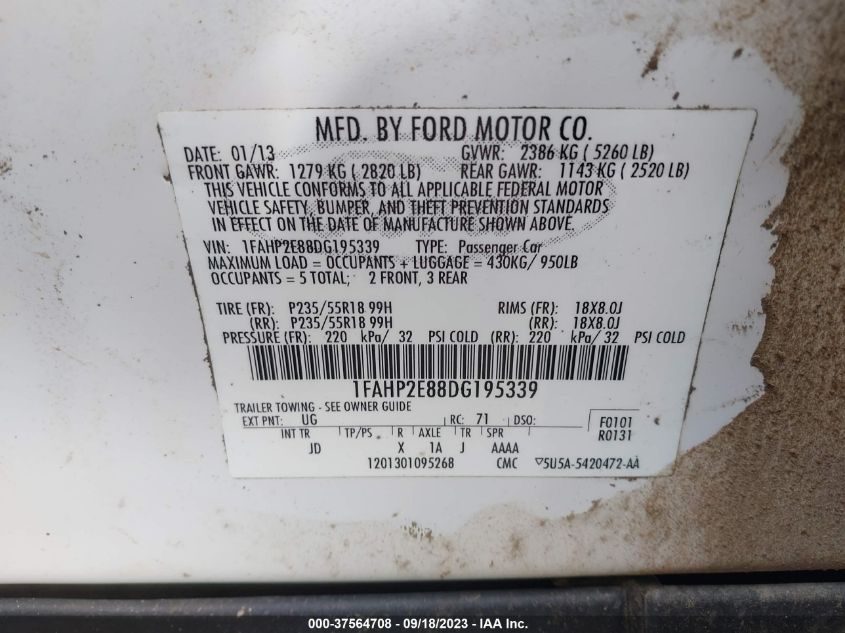 MFD. BY FORD MOTOR CO.
DATE: 01/13 GVWR: 2386 KG ( 5260 LB)
FRONT GAWR: 1279 KG ( 2820 LB) REAR GAWR: 1143 KG ( 2520 LB)
THIS VEHICLE CONFORMS TO ALL APPLICABLE FEDERAL MOTOR
VEHICLE SAFETY, BUMPER, AND THEFT PREVENTION STANDARDS
IN EFFECT ON THE DATE OF MANUFACTURE SHOWN ABOVE.
VIN: 1FAHP2E88DG195339 TYPE: Passenger Car
MAXIMUM LOAD = OCCUPANTS + LUGGAGE = 430KG/ 950LB
OCCUPANTS = 5 TOTAL; 2 FRONT, 3 REAR
TIRE (FR): P235/55R18 99H RIMS (FR): 18X8.0J
(RR): P235/55R18 99H (RR): 18X8.0J
PRESSURE (FR): 220 kPa/ 32 PSI COLD (RR): 220 kPa/ 32 PSI COLD
1FAHP2E88DG195339
TRAILER TOWING - SEE OWNER GUIDE
EXT PNT: UG RC: 71 DSO: F0101
INT TR TP/PS R AXLE TR SPR R0131
JD X 1A J AAAA
1201301095268 CMC ▽5U5A-5420472-AA
000-37564708 - 09/18/2023 - IAA Inc.